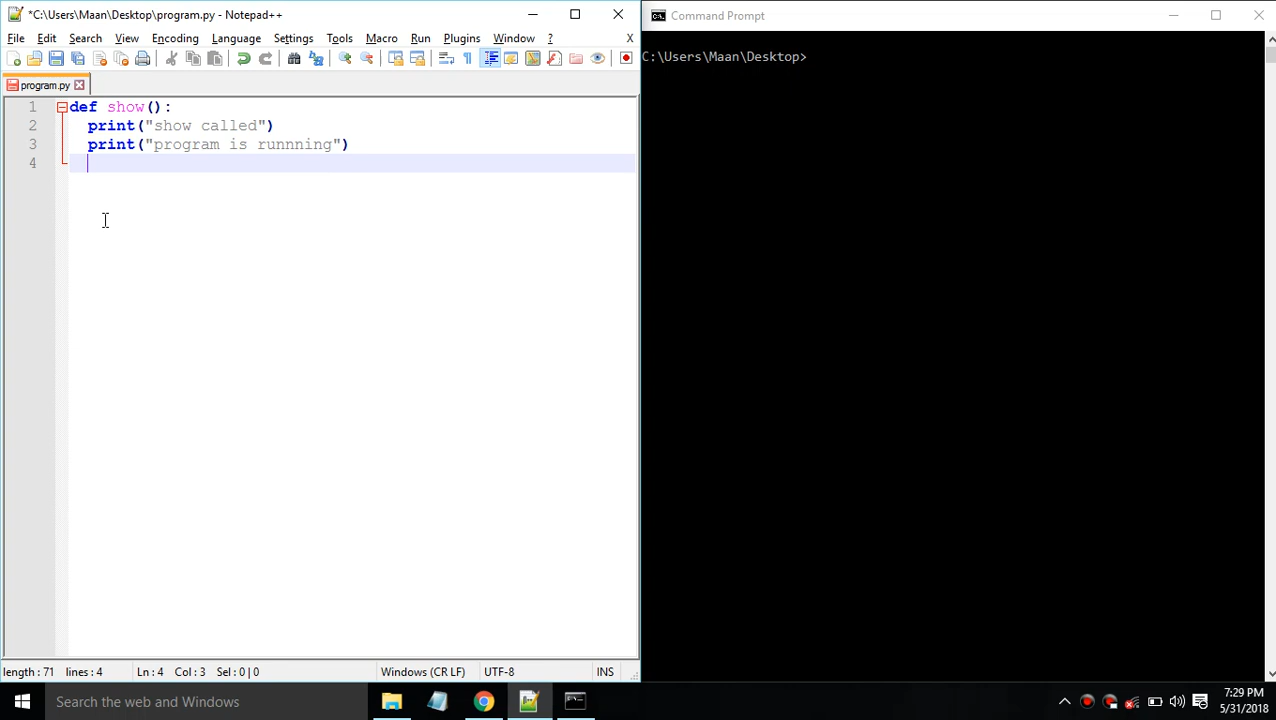 *C:\Users\Maan\Desktop\program.py - Notepad++
File Edit Search View Encoding Language Settings Tools Macro Run Plugins Window ? X
program.py
1 def show():
2 print("show called")
3 print("program is runnning")
4
length : 71 lines : 4 Ln : 4 Col : 3 Sel : 0 | 0 Windows (CR LF) UTF-8 INS
Command Prompt
C:\Users\Maan\Desktop>
Search the web and Windows
7:29 PM
5/31/2018